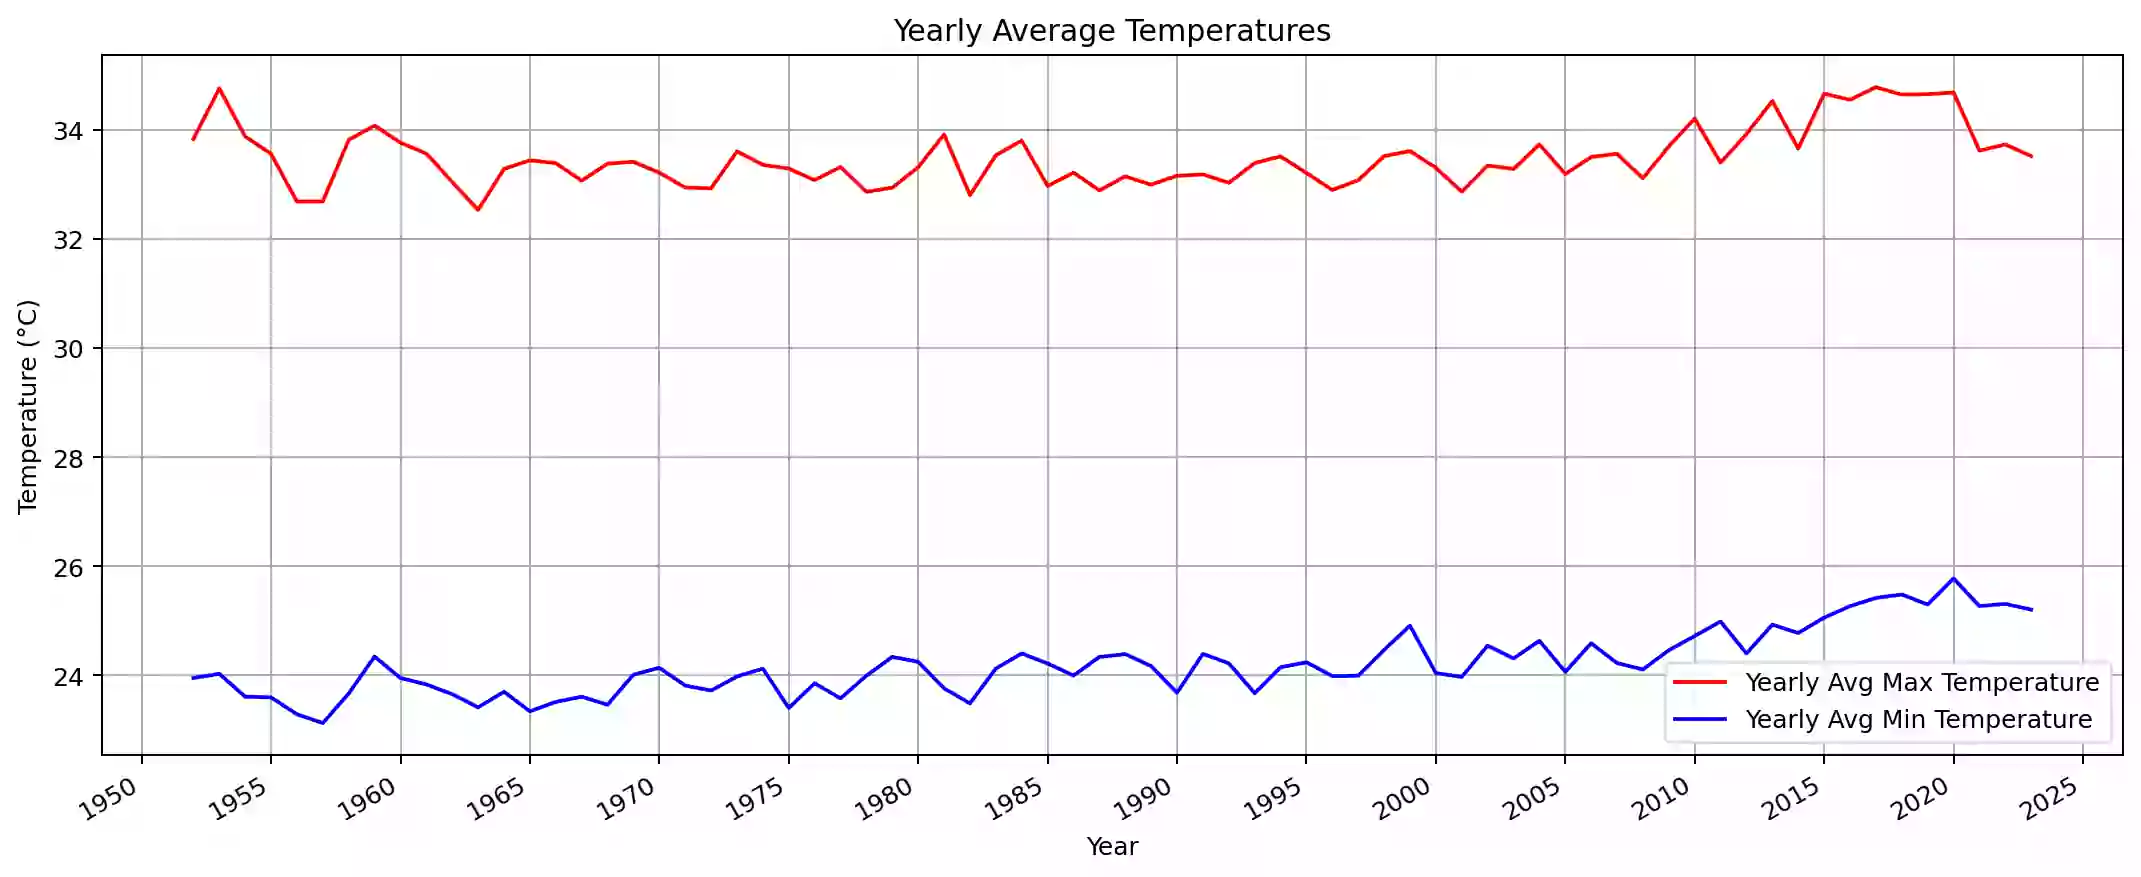 Yearly Average Temperatures
Temperature (°C)
34
32
30
28
26
24
Yearly Avg Max Temperature
Yearly Avg Min Temperature
1950 1955 1960 1965 1970 1975 1980 1985 1990 1995 2000 2005 2010 2015 2020 2025
Year